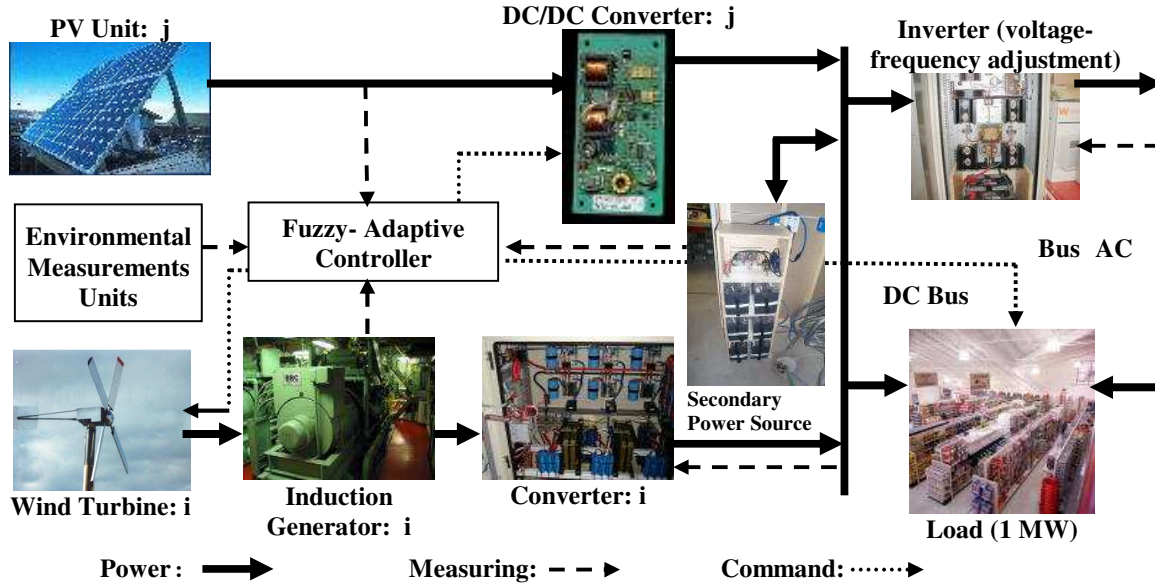 PV Unit: j
DC/DC Converter: j
Inverter (voltage-
frequency adjustment)
Environmental
Measurements
Units
Fuzzy- Adaptive
Controller
Bus AC
DC Bus
BBC
Secondary
Power Source
Wind Turbine: i
Induction
Generator: i
Converter: i
Load (1 MW)
Power :
Measuring:
Command: